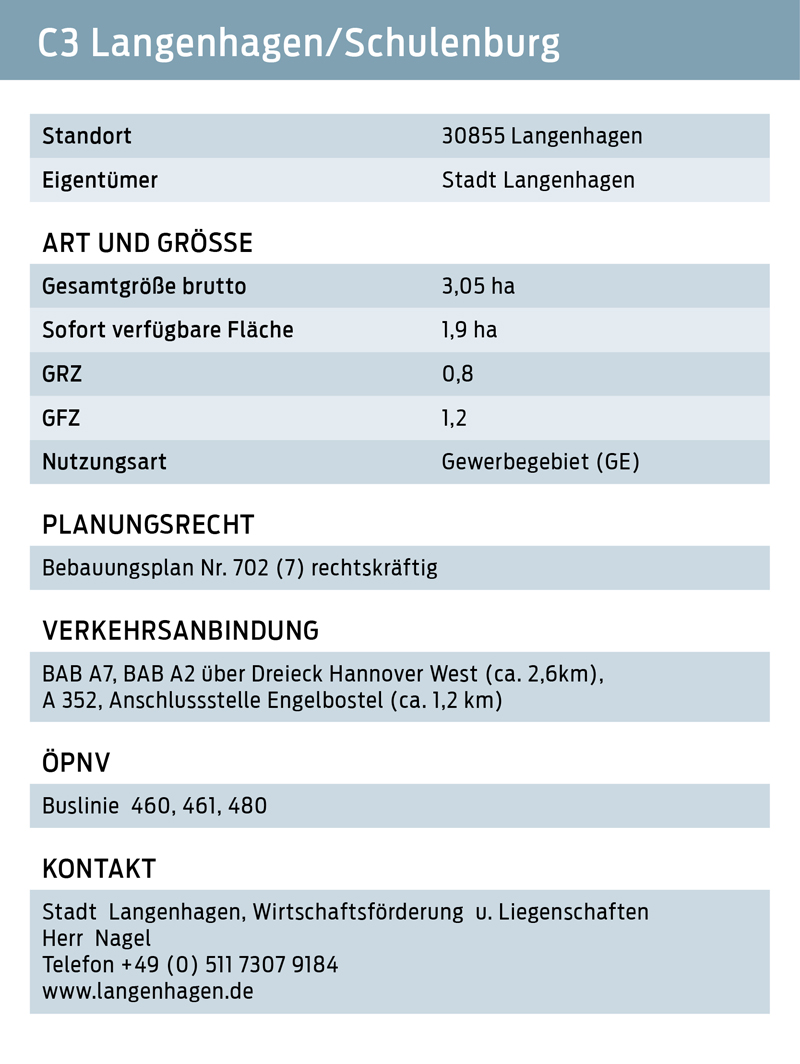 C3 Langenhagen/Schulenburg
Standort 30855 Langenhagen
Eigentümer Stadt Langenhagen
ART UND GRÖSSE
Gesamtgröße brutto 3,05 ha
Sofort verfügbare Fläche 1,9 ha
GRZ 0,8
GFZ 1,2
Nutzungsart Gewerbegebiet (GE)
PLANUNGSRECHT
Bebauungsplan Nr. 702 (7) rechtskräftig
VERKEHRSANBINDUNG
BAB A7, BAB A2 über Dreieck Hannover West (ca. 2,6km),
A 352, Anschlussstelle Engelbostel (ca. 1,2 km)
ÖPNV
Buslinie 460, 461, 480
KONTAKT
Stadt Langenhagen, Wirtschaftsförderung u. Liegenschaften
Herr Nagel
Telefon +49 (0) 511 7307 9184
www.langenhagen.de